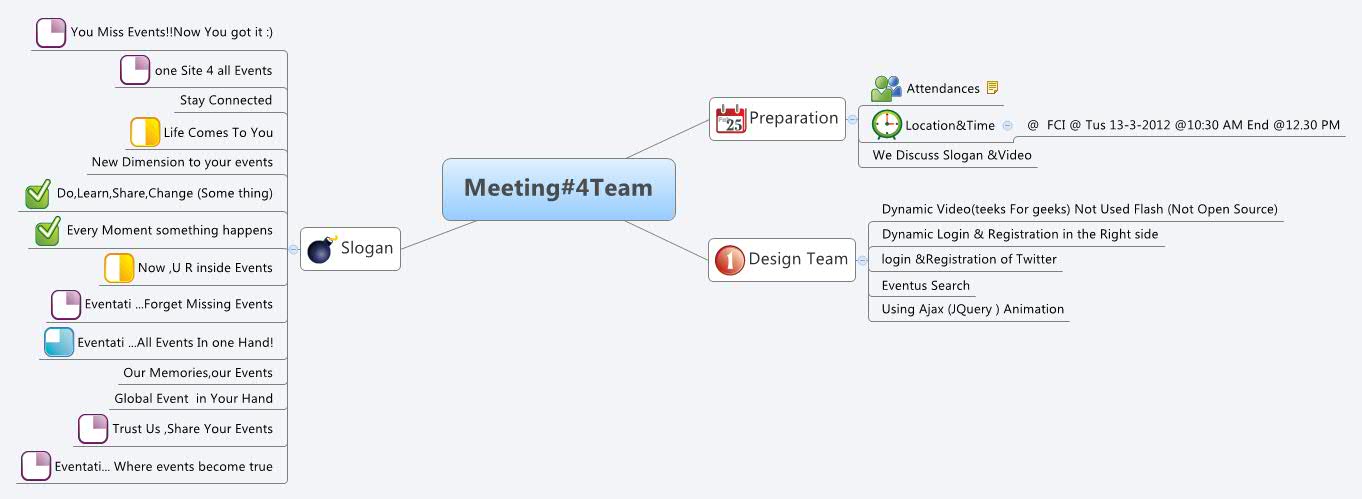 You Miss Events!!Now You got it :)
one Site 4 all Events
Stay Connected
Life Comes To You
New Dimension to your events
Do,Learn,Share,Change (Some thing)
Every Moment something happens
Now ,U R inside Events
Eventati ...Forget Missing Events
Eventati ...All Events In one Hand!
Our Memories,our Events
Global Event  in Your Hand
Trust Us ,Share Your Events
Eventati... Where events become true
Slogan
Meeting#4Team
25
Preparation
Attendances
Location&Time
@  FCI @ Tus 13-3-2012 @10:30 AM End @12.30 PM
We Discuss Slogan &Video
1
Design Team
Dynamic Video(teeks For geeks) Not Used Flash (Not Open Source)
Dynamic Login & Registration in the Right side
login &Registration of Twitter
Eventus Search
Using Ajax (JQuery ) Animation